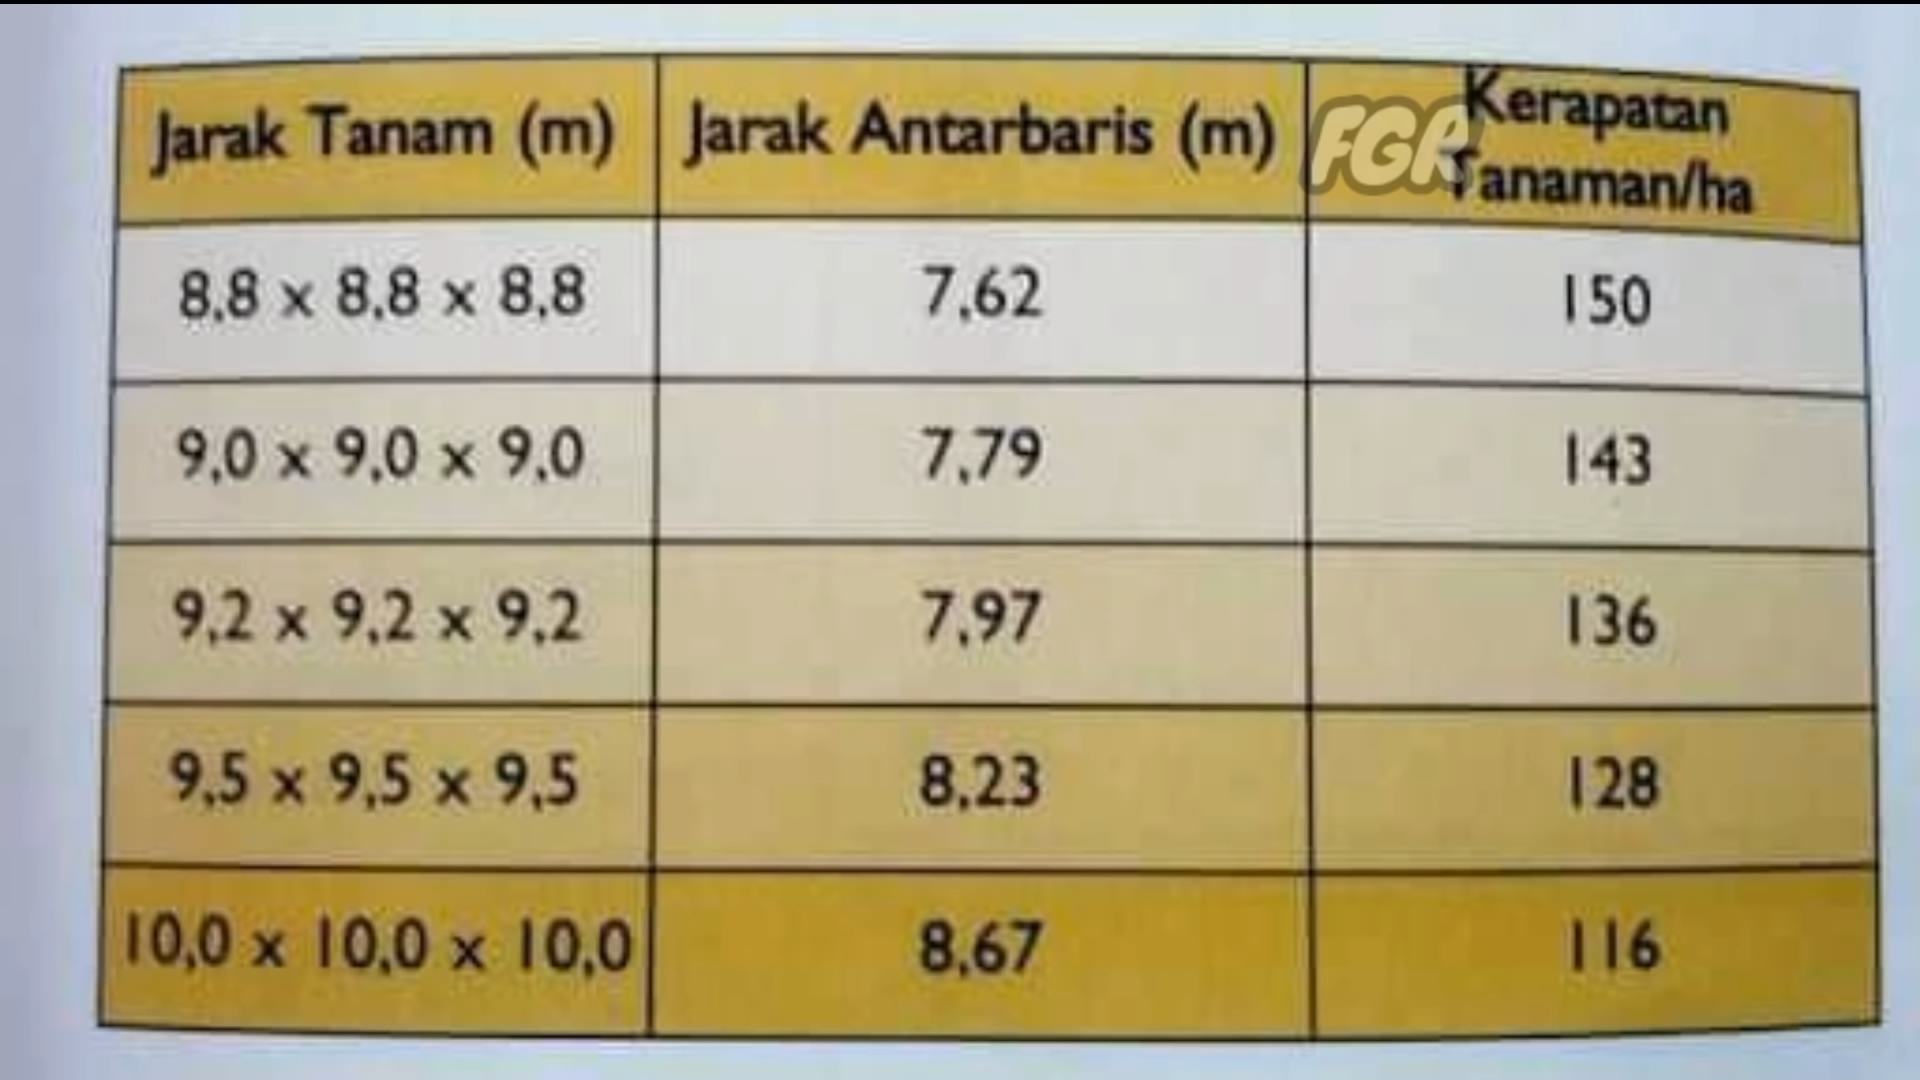 Jarak Tanam (m) Jarak Antarbaris (m) Kerapatan
Tanaman/ha
FGR
8,8 x 8,8 x 8,8 7,62 150
9,0 x 9,0 x 9,0 7,79 143
9,2 x 9,2 x 9,2 7,97 136
9,5 x 9,5 x 9,5 8,23 128
10,0 x 10,0 x 10,0 8,67 116